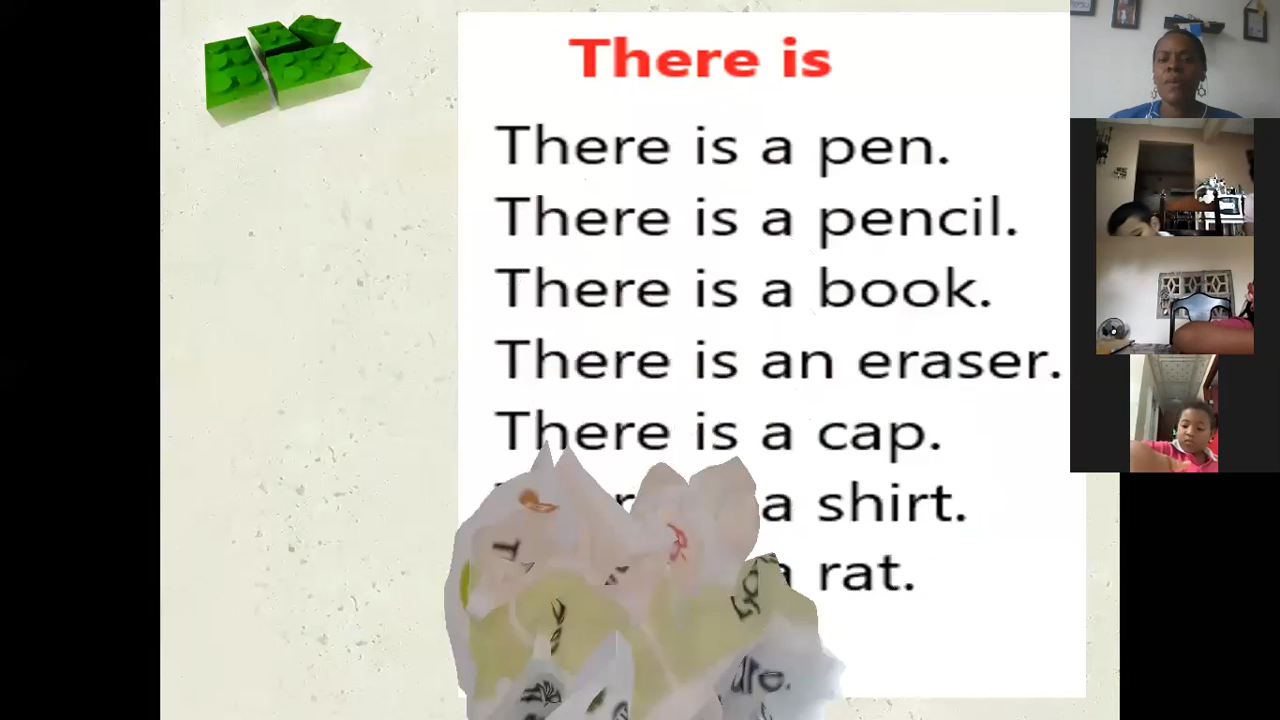 There is
There is a pen.
There is a pencil.
There is a book.
There is an eraser.
There is a cap.
a shirt.
a rat.